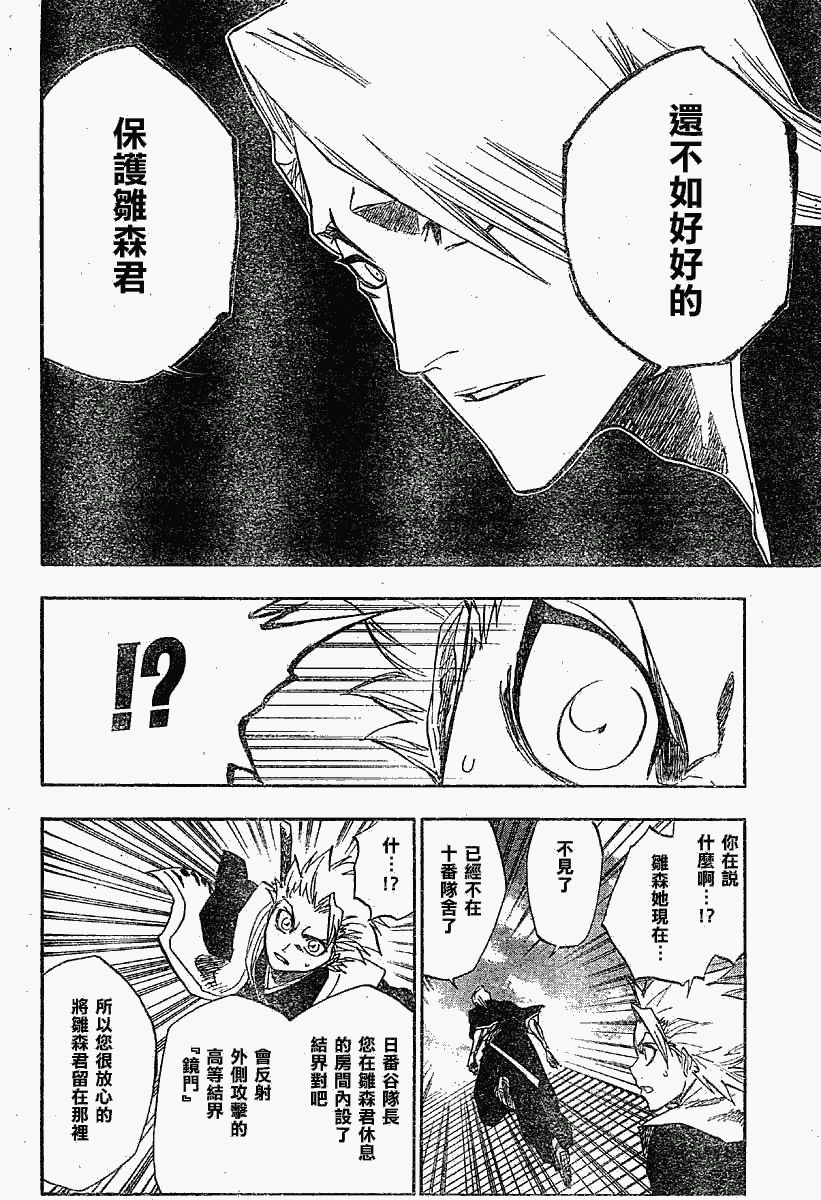 還不如好好的
保護雛森君
!?
你在説
什麼啊…!?
雛森她現在…
不見了
已經不在
十番隊舍了
什…!?
日番谷隊長
您在雛森君休息
的房間內設了
結界對吧
會反射
外側攻擊的
高等結界
『鏡門』
所以您很放心的
將雛森君留在那裡